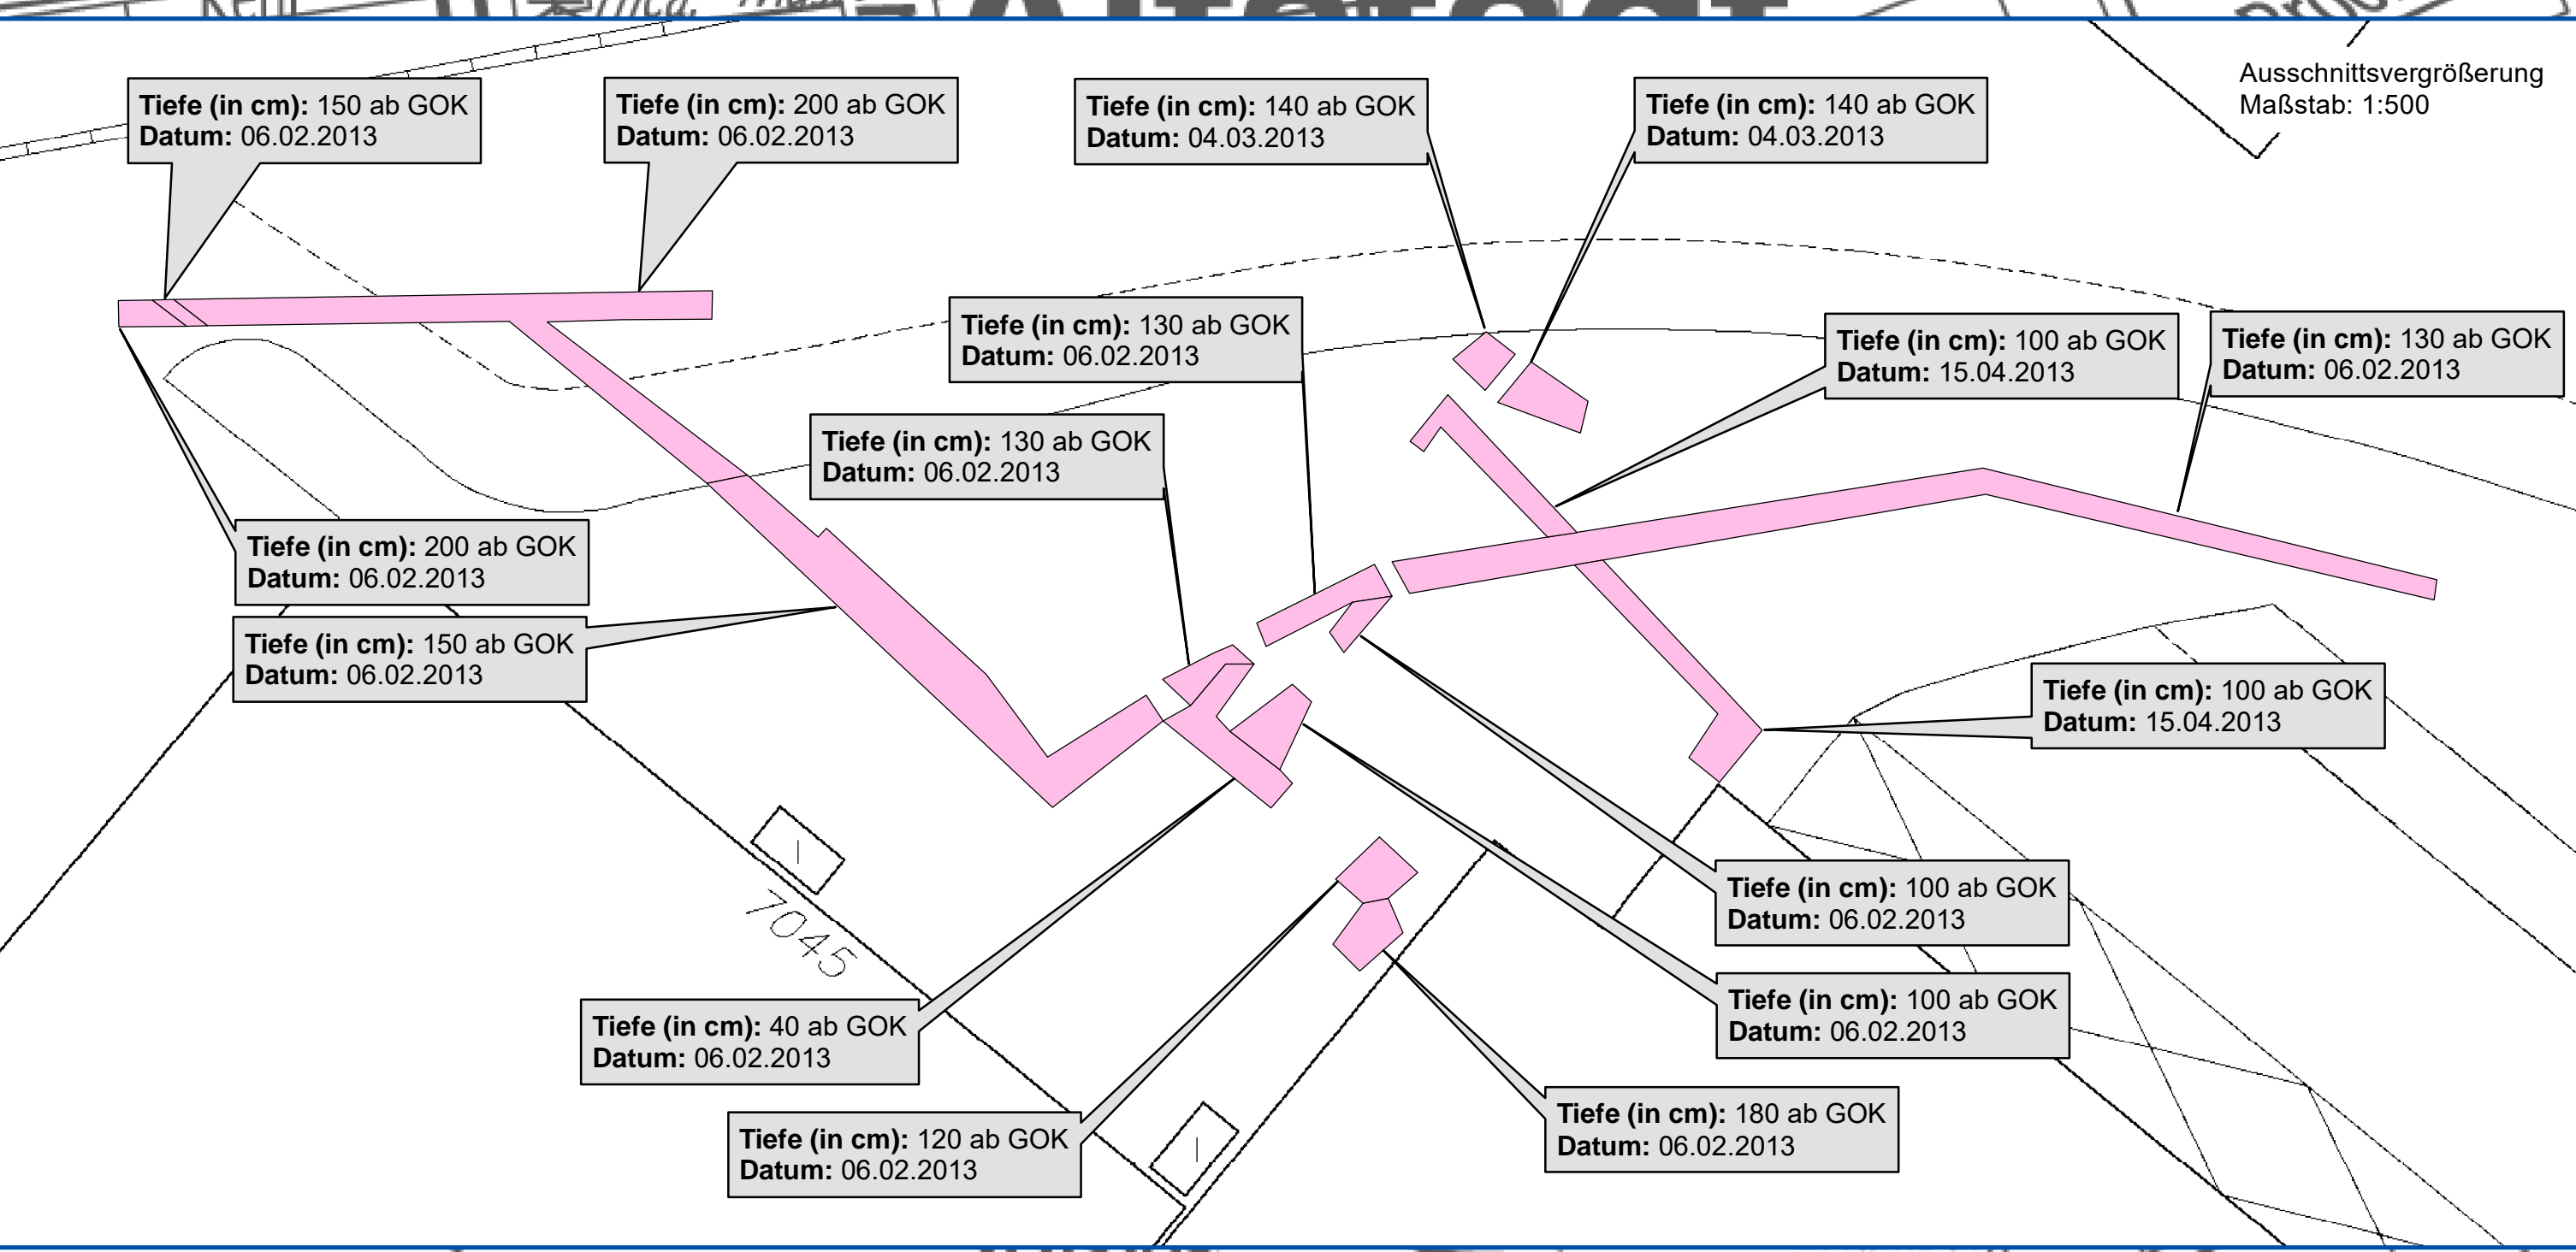 Ausschnittsvergrößerung
Maßstab: 1:500
Tiefe (in cm): 150 ab GOK
Datum: 06.02.2013
Tiefe (in cm): 200 ab GOK
Datum: 06.02.2013
Tiefe (in cm): 140 ab GOK
Datum: 04.03.2013
Tiefe (in cm): 140 ab GOK
Datum: 04.03.2013
Tiefe (in cm): 130 ab GOK
Datum: 06.02.2013
Tiefe (in cm): 100 ab GOK
Datum: 15.04.2013
Tiefe (in cm): 130 ab GOK
Datum: 06.02.2013
Tiefe (in cm): 130 ab GOK
Datum: 06.02.2013
Tiefe (in cm): 200 ab GOK
Datum: 06.02.2013
Tiefe (in cm): 150 ab GOK
Datum: 06.02.2013
Tiefe (in cm): 100 ab GOK
Datum: 15.04.2013
I
7045
Tiefe (in cm): 100 ab GOK
Datum: 06.02.2013
Tiefe (in cm): 100 ab GOK
Datum: 06.02.2013
Tiefe (in cm): 40 ab GOK
Datum: 06.02.2013
Tiefe (in cm): 180 ab GOK
Datum: 06.02.2013
Tiefe (in cm): 120 ab GOK
Datum: 06.02.2013
I